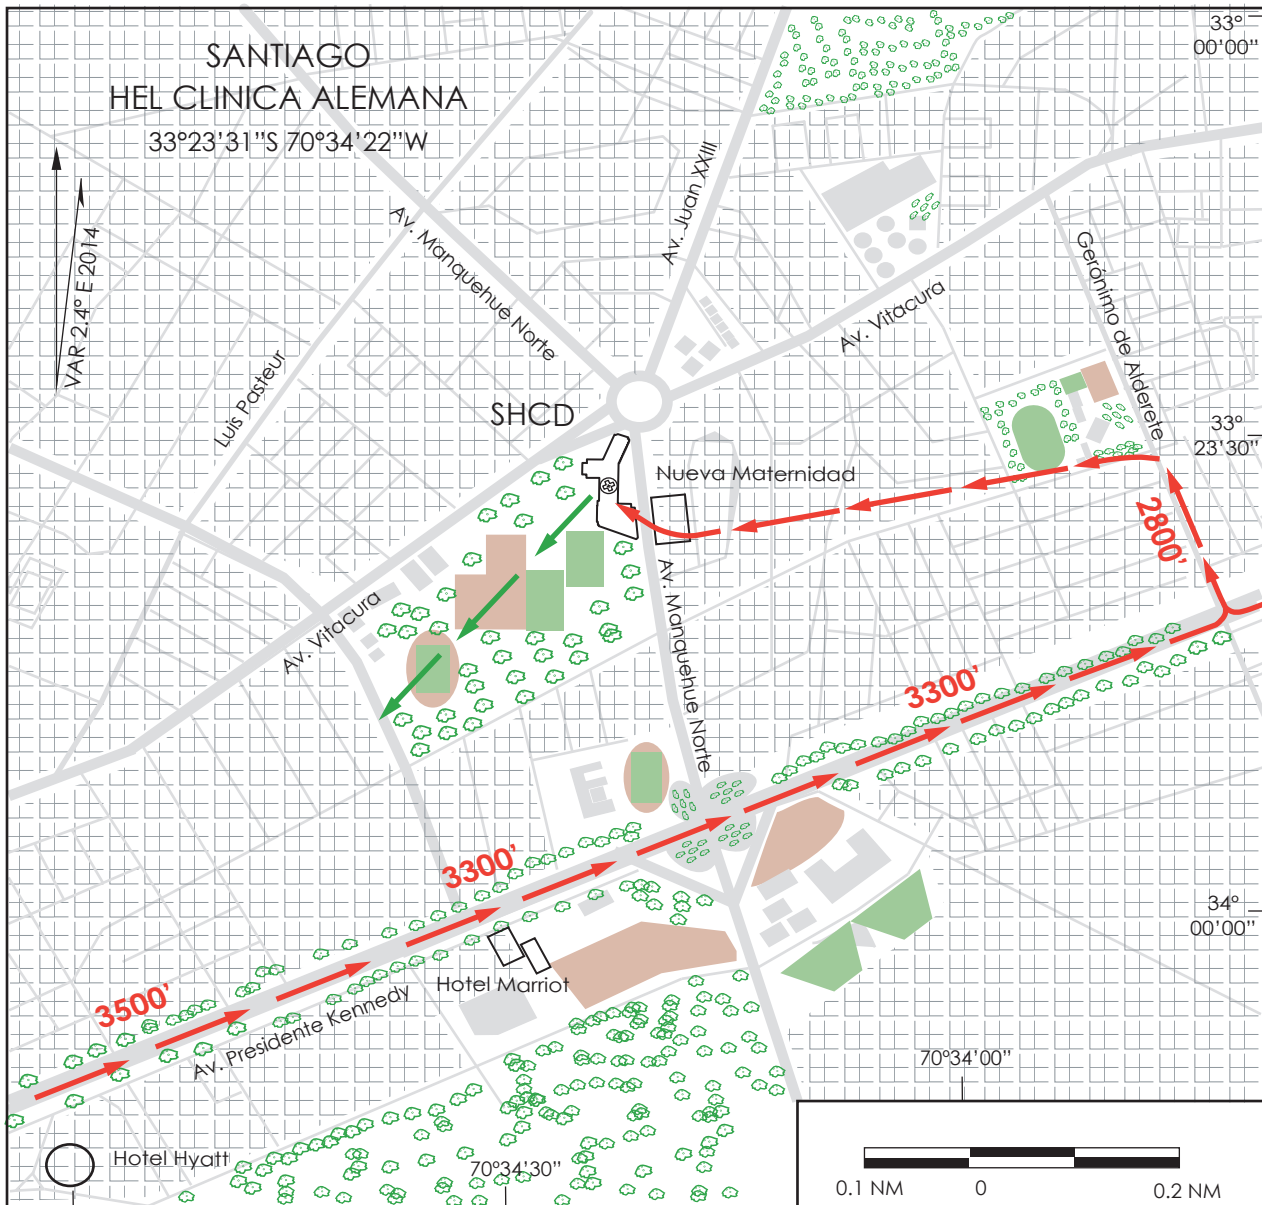 SANTIAGO
HEL CLINICA ALEMANA
33°23'31"S 70°34'22"W
33°
00'00"
VAR 2.4° E 2014
Av. Manquehue Norte
Av. Juan XXIII
Gerónimo de Alderete
Av. Vitacura
Luis Pasteur
SHCD
33°
23'30"
Nueva Maternidad
2800'
Av. Vitacura
Av. Manquehue Norte
3300'
3300'
34°
00'00"
Hotel Marriot
3500'
Av. Presidente Kennedy
70°34'00"
Hotel Hyatt
70°34'30"
0.1 NM
0
0.2 NM